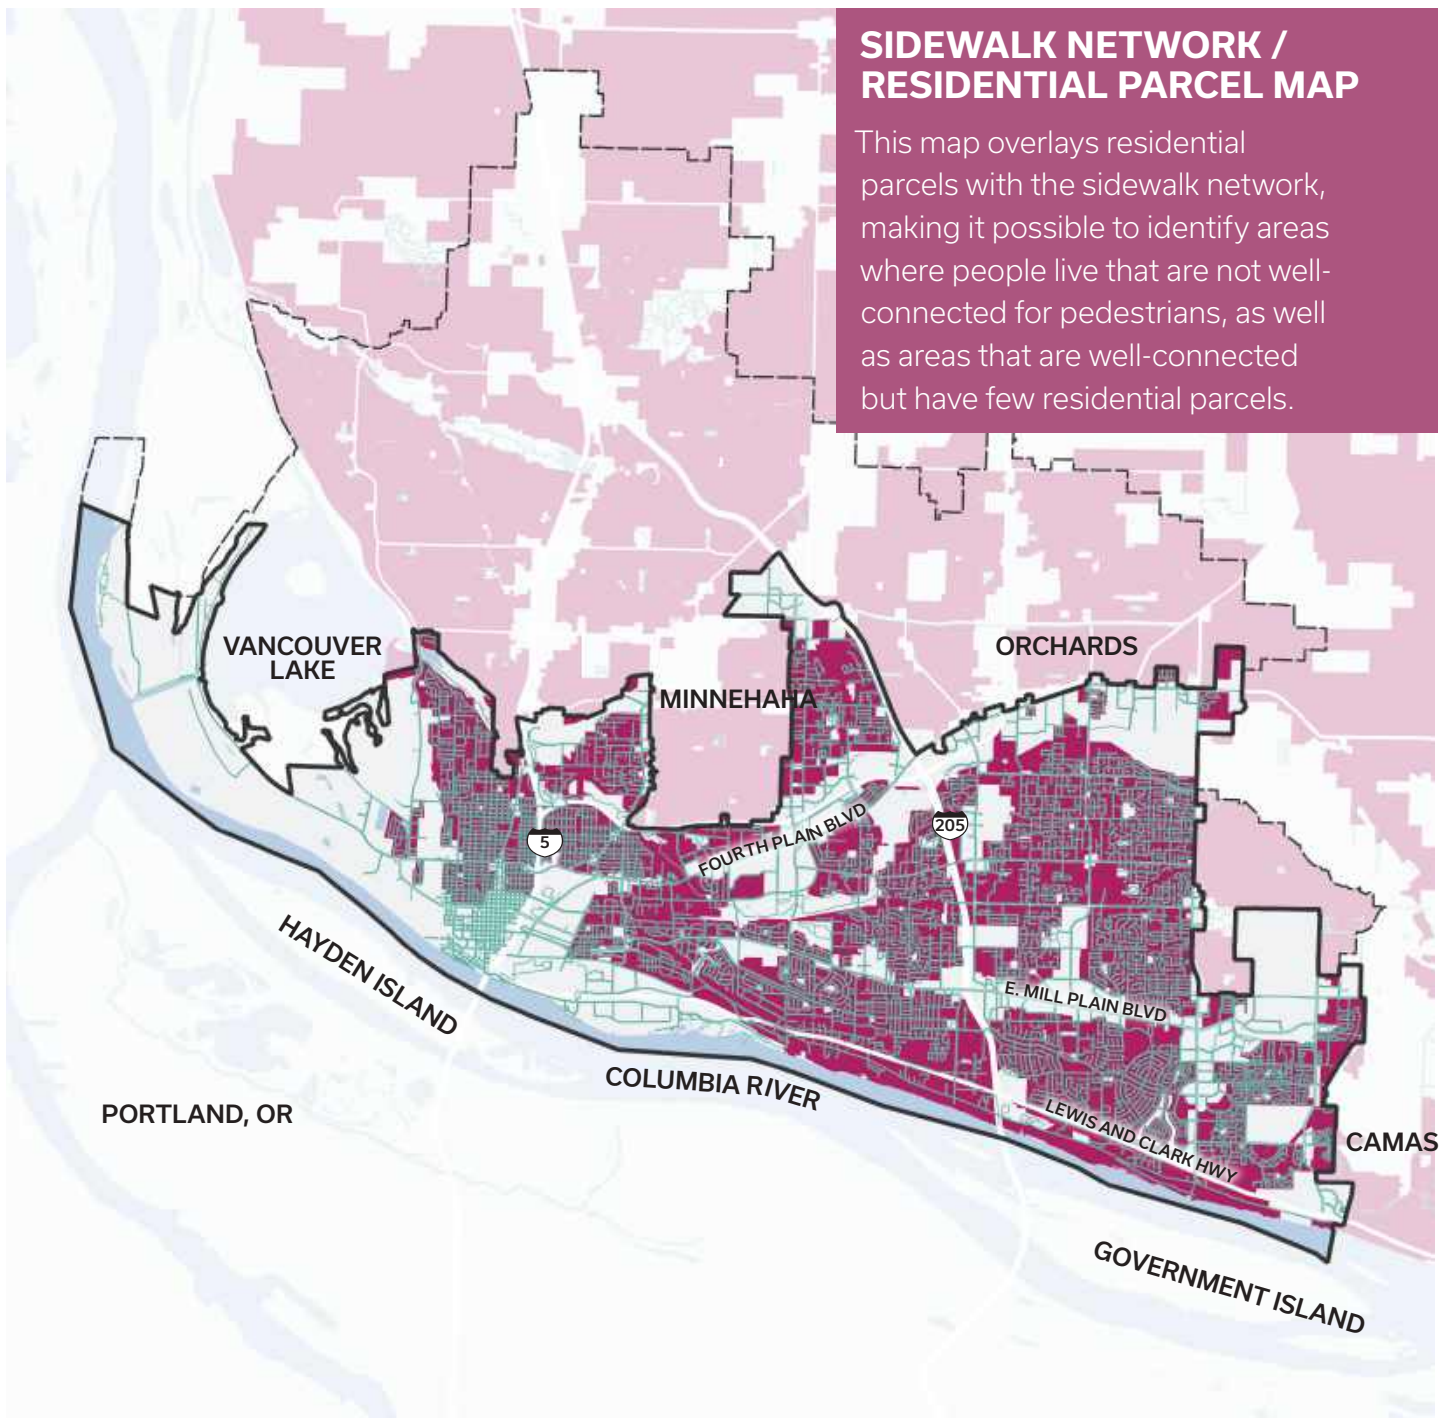 SIDEWALK NETWORK /
RESIDENTIAL PARCEL MAP
This map overlays residential
parcels with the sidewalk network,
making it possible to identify areas
where people live that are not well-
connected for pedestrians, as well
as areas that are well-connected
but have few residential parcels.
VANCOUVER
LAKE
ORCHARDS
MINNEHAHA
5
205
FOURTH PLAIN BLVD
HAYDEN ISLAND
E. MILL PLAIN BLVD
COLUMBIA RIVER
PORTLAND, OR
LEWIS AND CLARK HWY
CAMAS
GOVERNMENT ISLAND